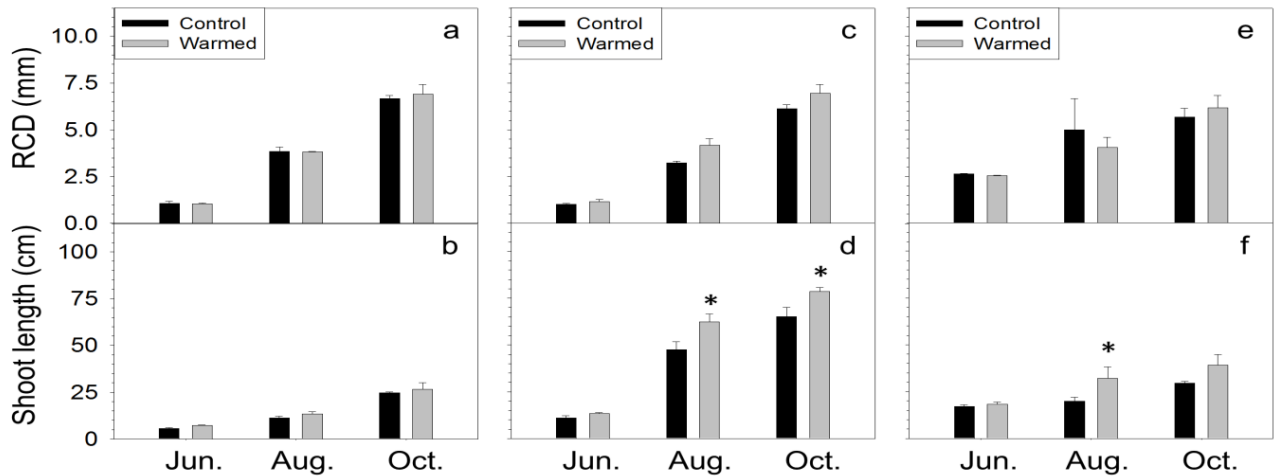 Control
Warmed
a
Control
Warmed
c
Control
Warmed
e
RCD (mm)
10.0
7.5
5.0
2.5
0.0
b
d
f
Shoot length (cm)
100
75
50
25
0
*
*
*
Jun. Aug. Oct.
Jun. Aug. Oct.
Jun. Aug. Oct.